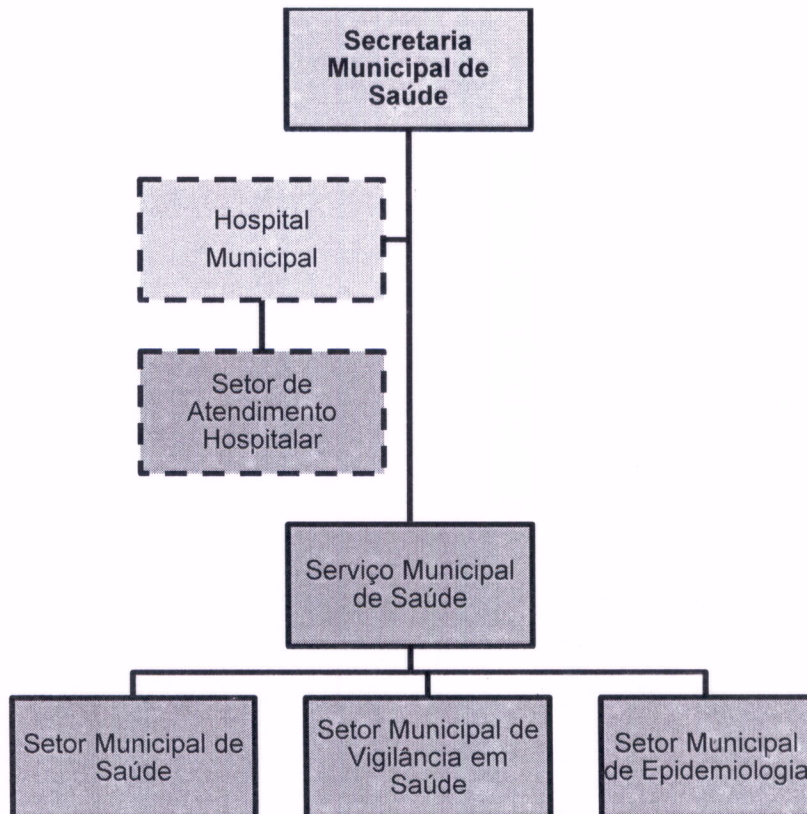 Secretaria
Municipal de
Saúde
Hospital
Municipal
Setor de
Atendimento
Hospitalar
Serviço Municipal
de Saúde
Setor Municipal de
Saúde
Setor Municipal de
Vigilância em
Saúde
Setor Municipal
de Epidemiologia